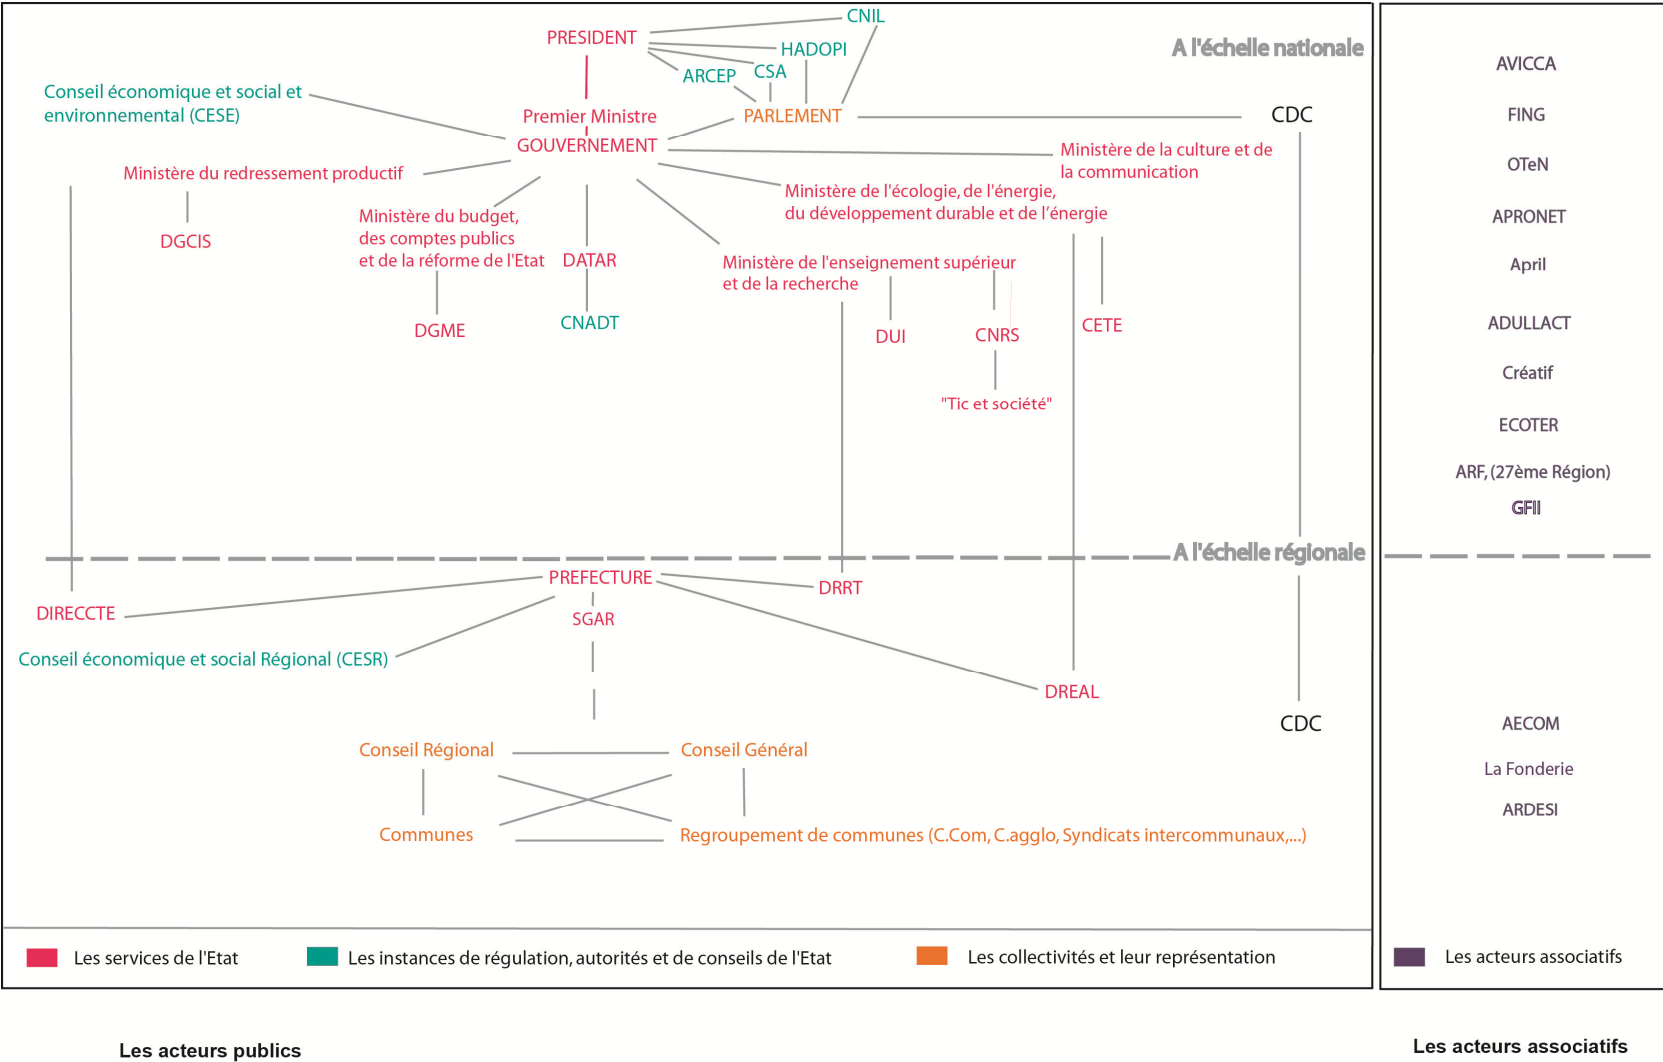 CNIL
PRESIDENT
HADOPI
A l'échelle nationale
CSA
ARCEP
Conseil économique et social et
environnemental (CESE)
Premier Ministre
PARLEMENT
CDC
GOUVERNEMENT
Ministère de la culture et de
la communication
Ministère du redressement productif
Ministère de l'écologie, de l'énergie,
du développement durable et de l’énergie
Ministère du budget,
des comptes publics
et de la réforme de l'Etat
DGCIS
DATAR
Ministère de l'enseignement supérieur
et de la recherche
DGME
CNADT
DUI
CNRS
CETE
"Tic et société"
A l'échelle régionale
PREFECTURE
DRRT
DIRECCTE
SGAR
Conseil économique et social Régional (CESR)
DREAL
CDC
Conseil Régional
Conseil Général
Communes
Regroupement de communes (C.Com, C.agglo, Syndicats intercommunaux,...)
Les services de l'Etat
Les instances de régulation, autorités et de conseils de l'Etat
Les collectivités et leur représentation
Les acteurs publics
AVICCA
FING
OTeN
APRONET
April
ADULLACT
Créatif
ECOTER
ARF, (27ème Région)
GFII
AECOM
La Fonderie
ARDESI
Les acteurs associatifs
Les acteurs associatifs